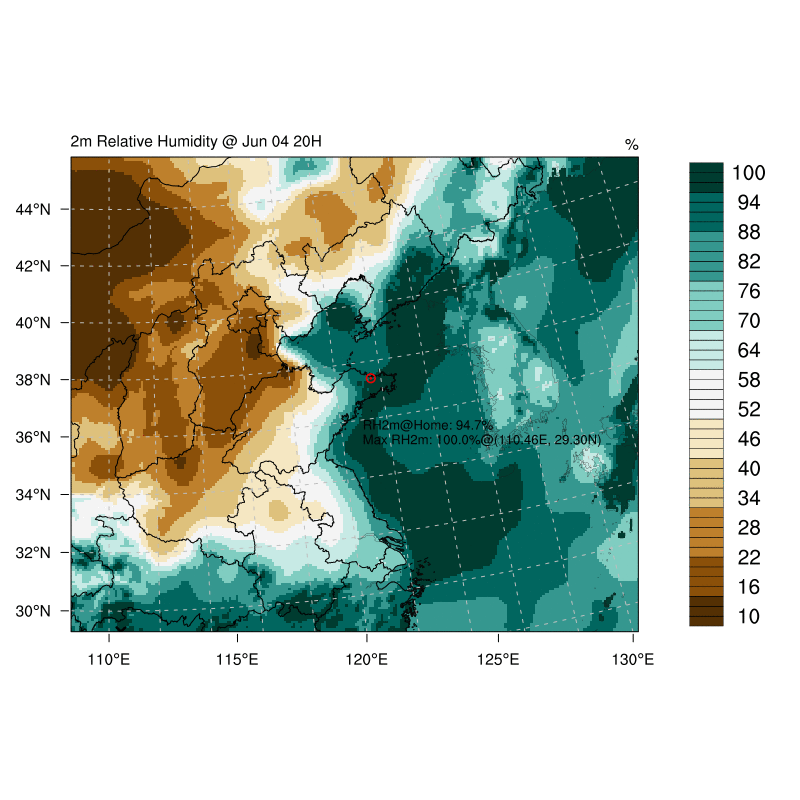 2m Relative Humidity @ Jun 04 20H
%
44°N
42°N
40°N
38°N
36°N
34°N
32°N
30°N
110°E
115°E
120°E
125°E
130°E
RH2m@Home: 94.7%
Max RH2m: 100.0%@(110.46E, 29.30N)
100
94
88
82
76
70
64
58
52
46
40
34
28
22
16
10